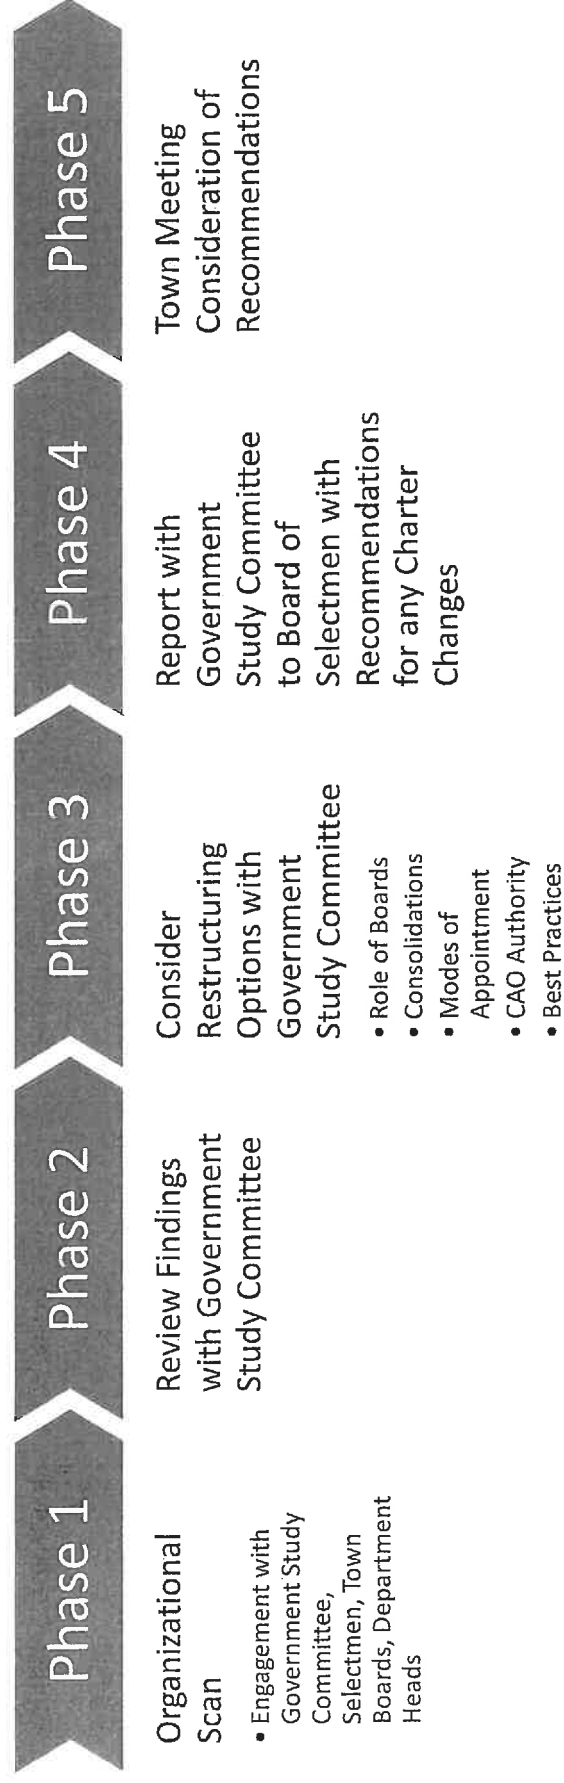 Phase 1
Organizational
Scan
• Engagement with
Government Study
Committee,
Selectmen, Town
Boards, Department
Heads
Phase 2
Review Findings
with Government
Study Committee
Phase 3
Consider
Restructuring
Options with
Government
Study Committee
• Role of Boards
• Consolidations
• Modes of
Appointment
• CAO Authority
• Best Practices
Phase 4
Report with
Government
Study Committee
to Board of
Selectmen with
Recommendations
for any Charter
Changes
Phase 5
Town Meeting
Consideration of
Recommendations